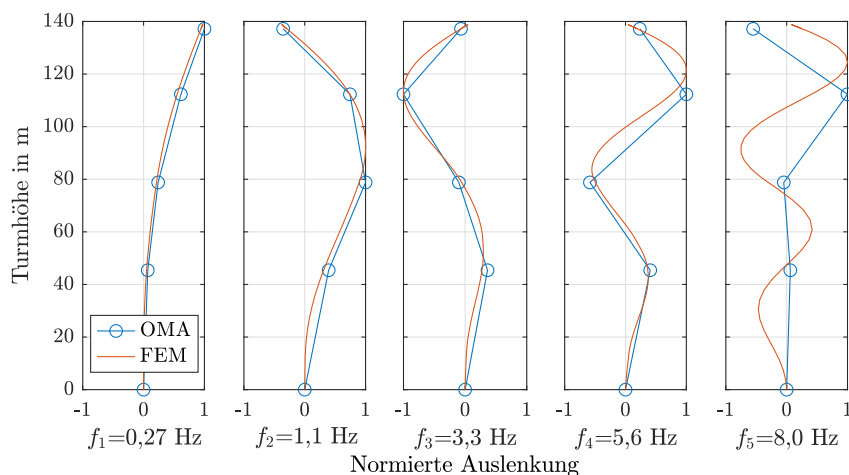 140
120
100
80
60
40
20
0
Turmhöhe in m
OMA
FEM
-1 0 1 -1 0 1 -1 0 1 -1 0 1 -1 0 1
f₁=0,27 Hz f₂=1,1 Hz f₃=3,3 Hz f₄=5,6 Hz f₅=8,0 Hz
Normierte Auslenkung